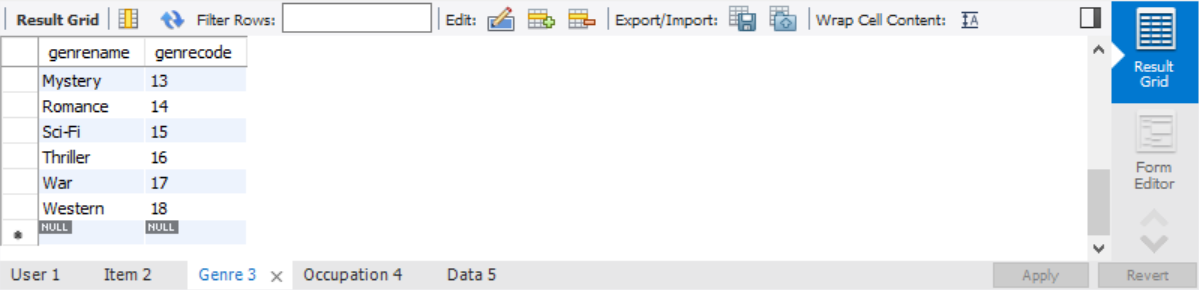 Result Grid Filter Rows: Edit: Export/Import: Wrap Cell Content: IA
genrename genrecode
Mystery 13
Romance 14
Sci-Fi 15
Thriller 16
War 17
Western 18
NULL NULL
Result
Grid
Form
Editor
User 1 Item 2 Genre 3 × Occupation 4 Data 5 Apply Revert